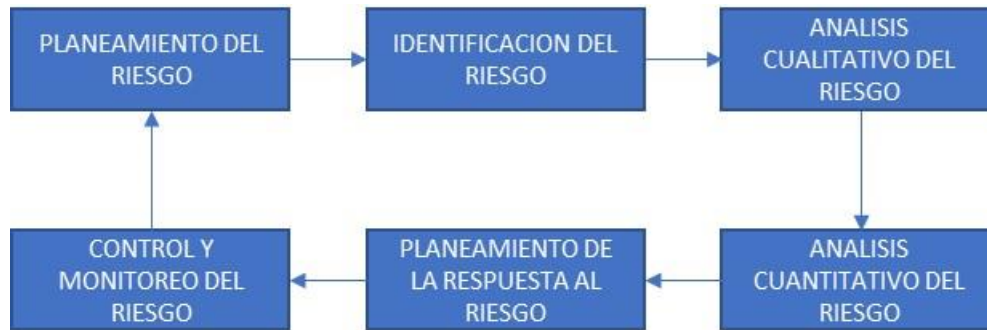 PLANEAMIENTO DEL
RIESGO
IDENTIFICACION DEL
RIESGO
ANALISIS
CUALITATIVO DEL
RIESGO
CONTROL Y
MONITOREO DEL
RIESGO
PLANEAMIENTO DE
LA RESPUESTA AL
RIESGO
ANALISIS
CUANTITATIVO DEL
RIESGO